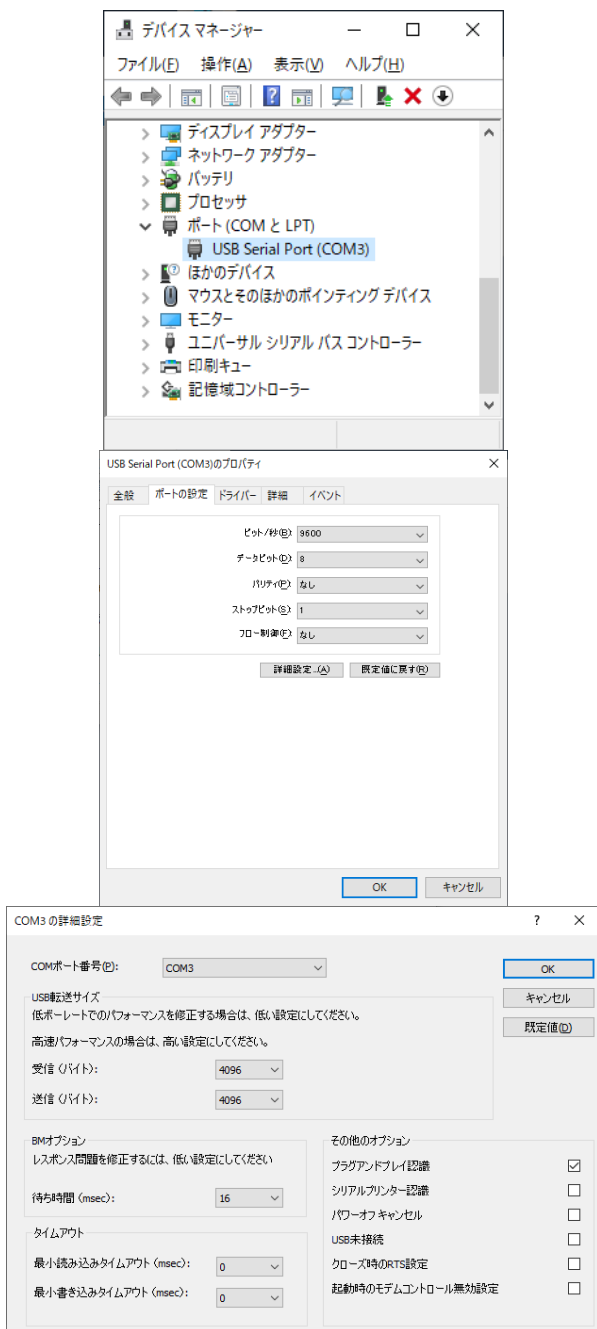 デバイス マネージャー
ファイル(F) 操作(A) 表示(V) ヘルプ(H)
ディスプレイ アダプター
ネットワーク アダプター
バッテリ
プロセッサ
ポート (COM と LPT)
USB Serial Port (COM3)
ほかのデバイス
マウスとそのほかのポインティング デバイス
モニター
ユニバーサル シリアル バス コントローラー
印刷キュー
記憶域コントローラー
USB Serial Port (COM3)のプロパティ
全般 ポートの設定 ドライバー 詳細 イベント
ビット/秒(B): 9600
データ ビット(D): 8
パリティ(P): なし
ストップ ビット(S): 1
フロー制御(F): なし
詳細設定...(A) 既定値に戻す(R)
OK キャンセル
COM3 の詳細設定
COMポート番号(P): COM3
OK
キャンセル
既定値(D)
USB転送サイズ
低ボーレートでのパフォーマンスを修正する場合は、低い設定にしてください。
高速パフォーマンスの場合は、高い設定にしてください。
受信 (バイト): 4096
送信 (バイト): 4096
BMオプション
レスポンス問題を修正するには、低い設定にしてください
待ち時間 (msec): 16
タイムアウト
最小読み込みタイムアウト (msec): 0
最小書き込みタイムアウト (msec): 0
その他のオプション
プラグアンドプレイ認識
シリアルプリンター認識
パワーオフ キャンセル
USB未接続
クローズ時のRTS設定
起動時のモデムコントロール無効設定